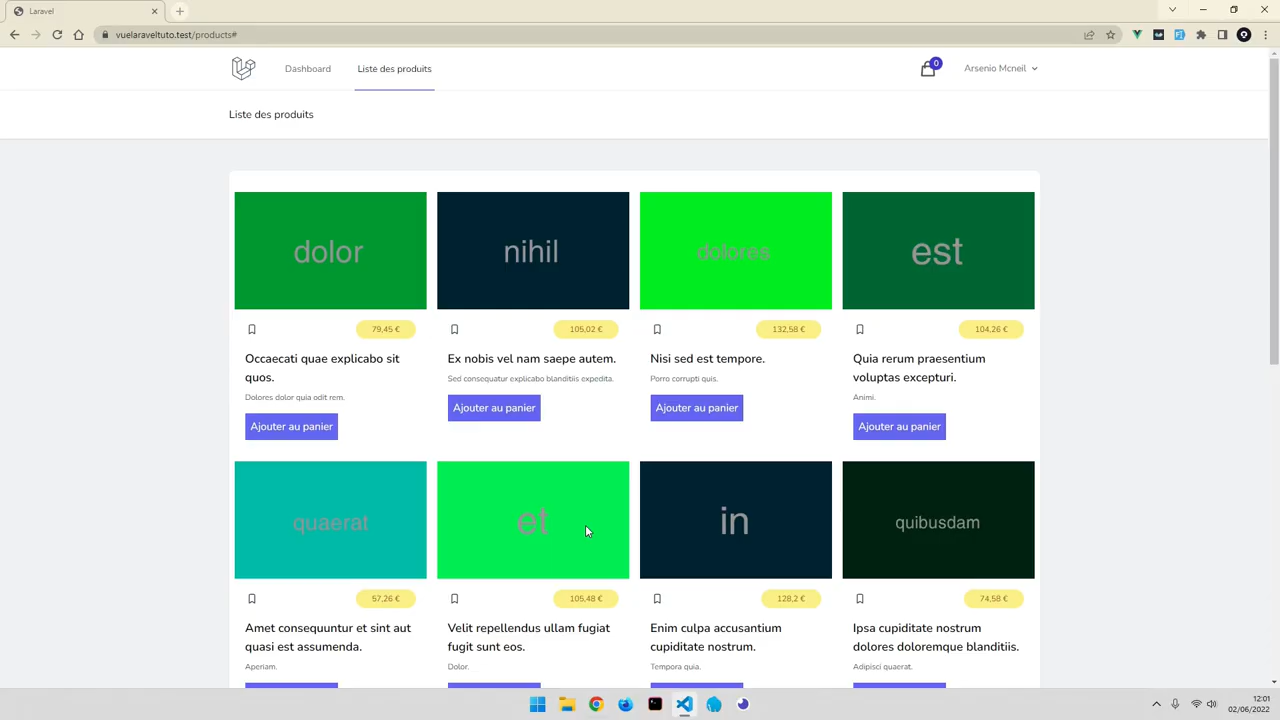 Laravel
vuelaraveltuto.test/products#
Dashboard
Liste des produits
0
Arsenio Mcneil
Liste des produits
dolor
nihil
dolores
est
79,45 €
105,02 €
132,58 €
104,26 €
Occaecati quae explicabo sit
quos.
Dolores dolor quia odit rem.
Ajouter au panier
Ex nobis vel nam saepe autem.
Sed consequatur explicabo blanditiis expedita.
Ajouter au panier
Nisi sed est tempore.
Porro corrupti quis.
Ajouter au panier
Quia rerum praesentium
voluptas excepturi.
Animi.
Ajouter au panier
quaerat
et
in
quibusdam
57,26 €
105,48 €
128,2 €
74,58 €
Amet consequuntur et sint aut
quasi est assumenda.
Aperiam.
Velit repellendus ullam fugiat
fugit sunt eos.
Dolor.
Enim culpa accusantium
cupiditate nostrum.
Tempora quia.
Ipsa cupiditate nostrum
dolores doloremque blanditiis.
Adipisci quaerat.
12:01
02/06/2022